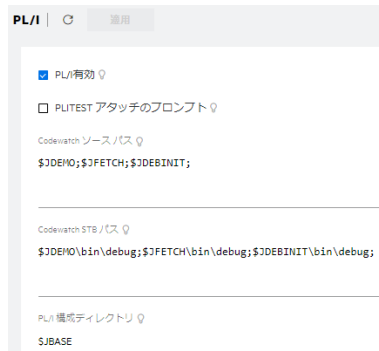 PL/I 適用
PL/I有効
PLITEST アタッチのプロンプト
Codewatch ソース パス
$JDEMO;$JFETCH;$JDEBINIT;
Codewatch STB パス
$JDEMO\bin\debug;$JFETCH\bin\debug;$JDEBINIT\bin\debug;
PL/I 構成ディレクトリ
$JBASE